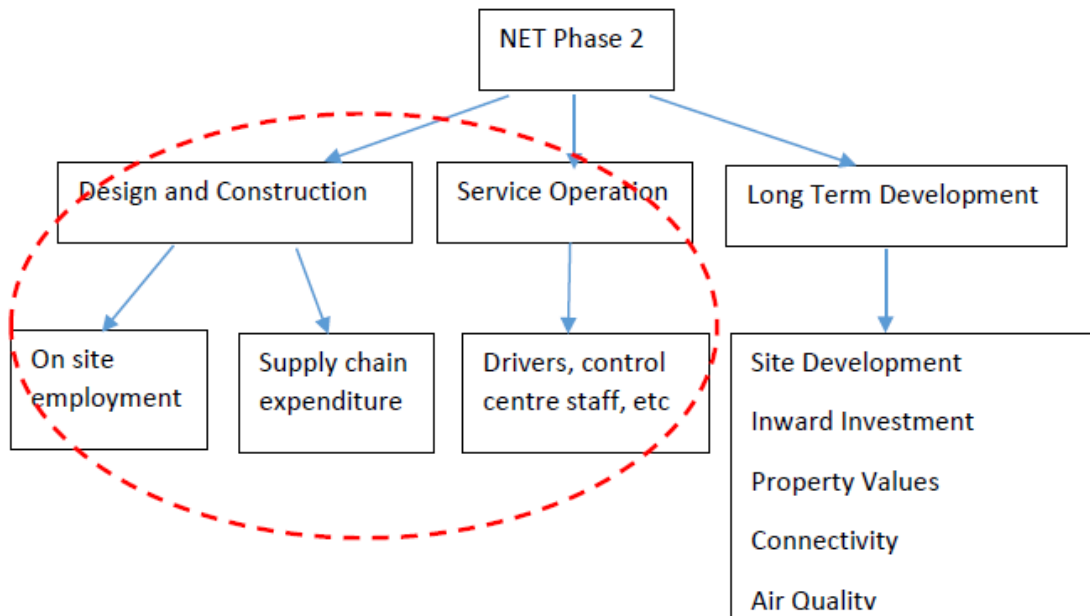 NET Phase 2
Design and Construction
Service Operation
Long Term Development
On site
employment
Supply chain
expenditure
Drivers, control
centre staff, etc
Site Development
Inward Investment
Property Values
Connectivity
Air Quality